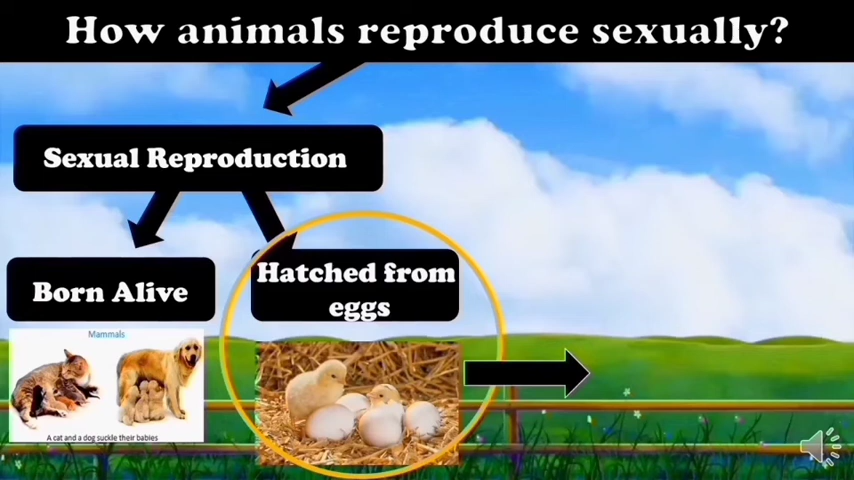 How animals reproduce sexually?
Sexual Reproduction
Born Alive
Hatched from
eggs
Mammals
A cat and a dog suckle their babies